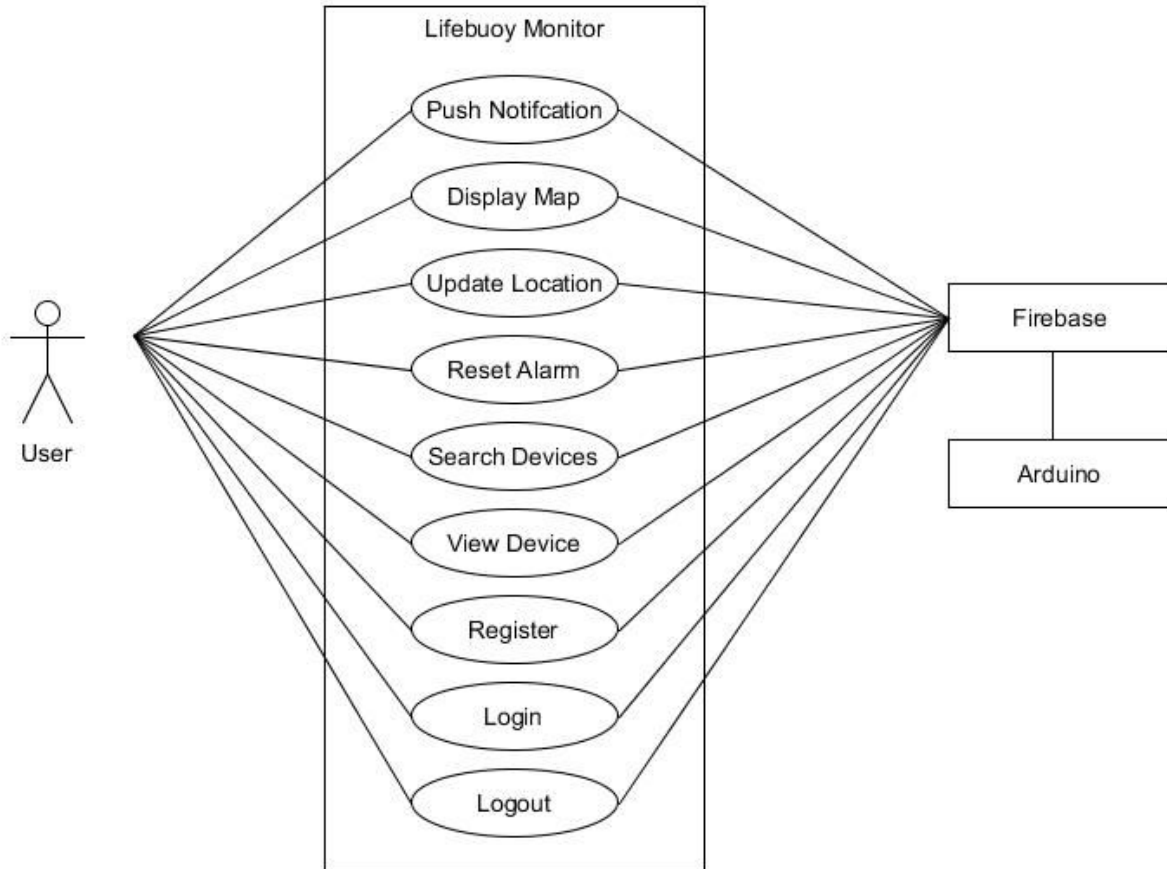 Lifebuoy Monitor
Push Notifcation
Display Map
Update Location
Reset Alarm
Search Devices
View Device
Register
Login
Logout
User
Firebase
Arduino